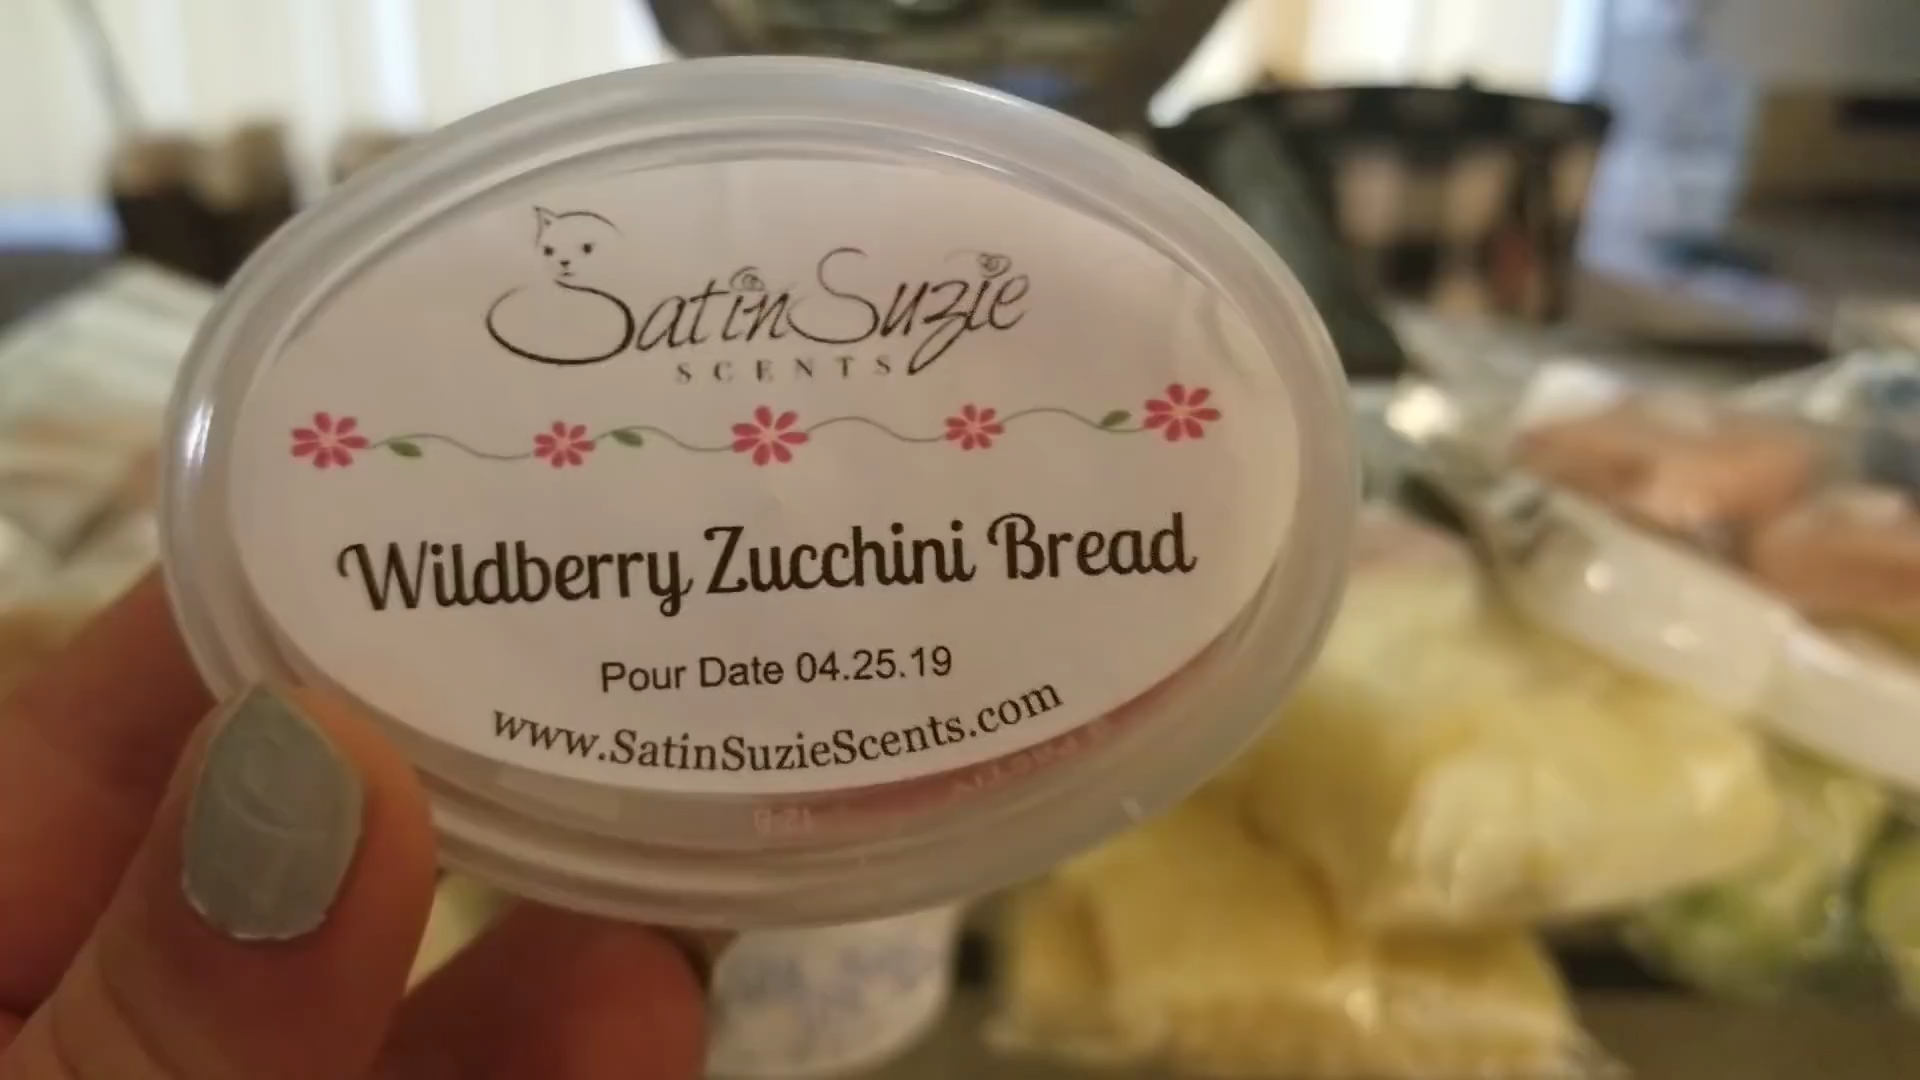 SatinSuzie
SCENTS
Wildberry Zucchini Bread
Pour Date 04.25.19
www.SatinSuzieScents.com